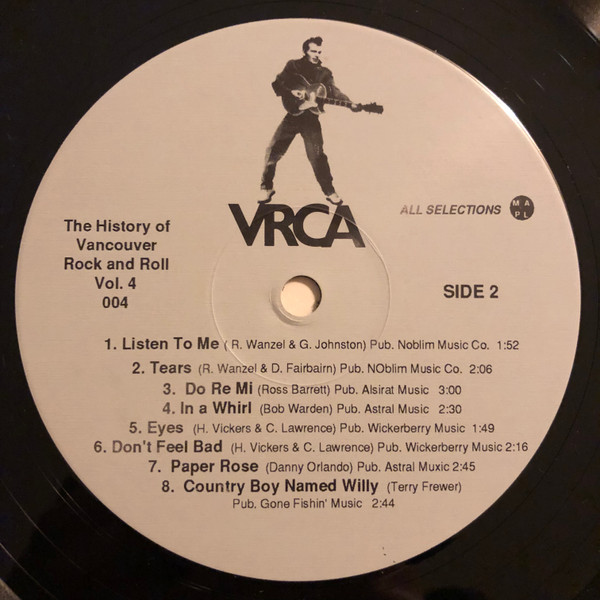 VRCA
ALL SELECTIONS M A P L
The History of
Vancouver
Rock and Roll
Vol. 4
004
SIDE 2
1. Listen To Me ( R. Wanzel & G. Johnston) Pub. Noblim Music Co. 1:52
2. Tears (R. Wanzel & D. Fairbairn) Pub. NOblim Music Co. 2:06
3. Do Re Mi (Ross Barrett) Pub. Alsirat Music 3:00
4. In a Whirl (Bob Warden) Pub. Astral Music 2:30
5. Eyes (H. Vickers & C. Lawrence) Pub. Wickerberry Music 1:49
6. Don't Feel Bad (H. Vickers & C. Lawrence) Pub. Wickerberry Music 2:16
7. Paper Rose (Danny Orlando) Pub. Astral Muxic 2:45
8. Country Boy Named Willy (Terry Frewer)
Pub. Gone Fishin' Music 2:44